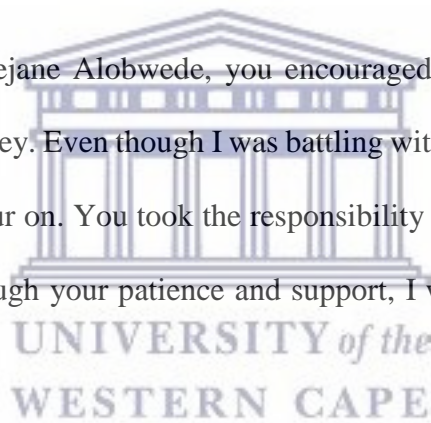 ejane Alobwede, you encouraged
ey. Even though I was battling wit
ur on. You took the responsibility
ugh your patience and support, I w
UNIVERSITY of the
WESTERN CAPE